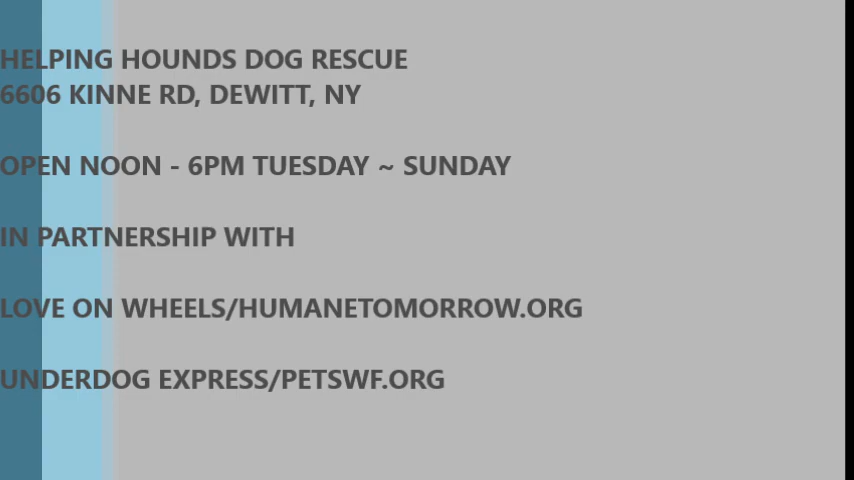 HELPING HOUNDS DOG RESCUE
6606 KINNE RD, DEWITT, NY
OPEN NOON - 6PM TUESDAY ~ SUNDAY
IN PARTNERSHIP WITH
LOVE ON WHEELS/HUMANETOMORROW.ORG
UNDERDOG EXPRESS/PETSWF.ORG